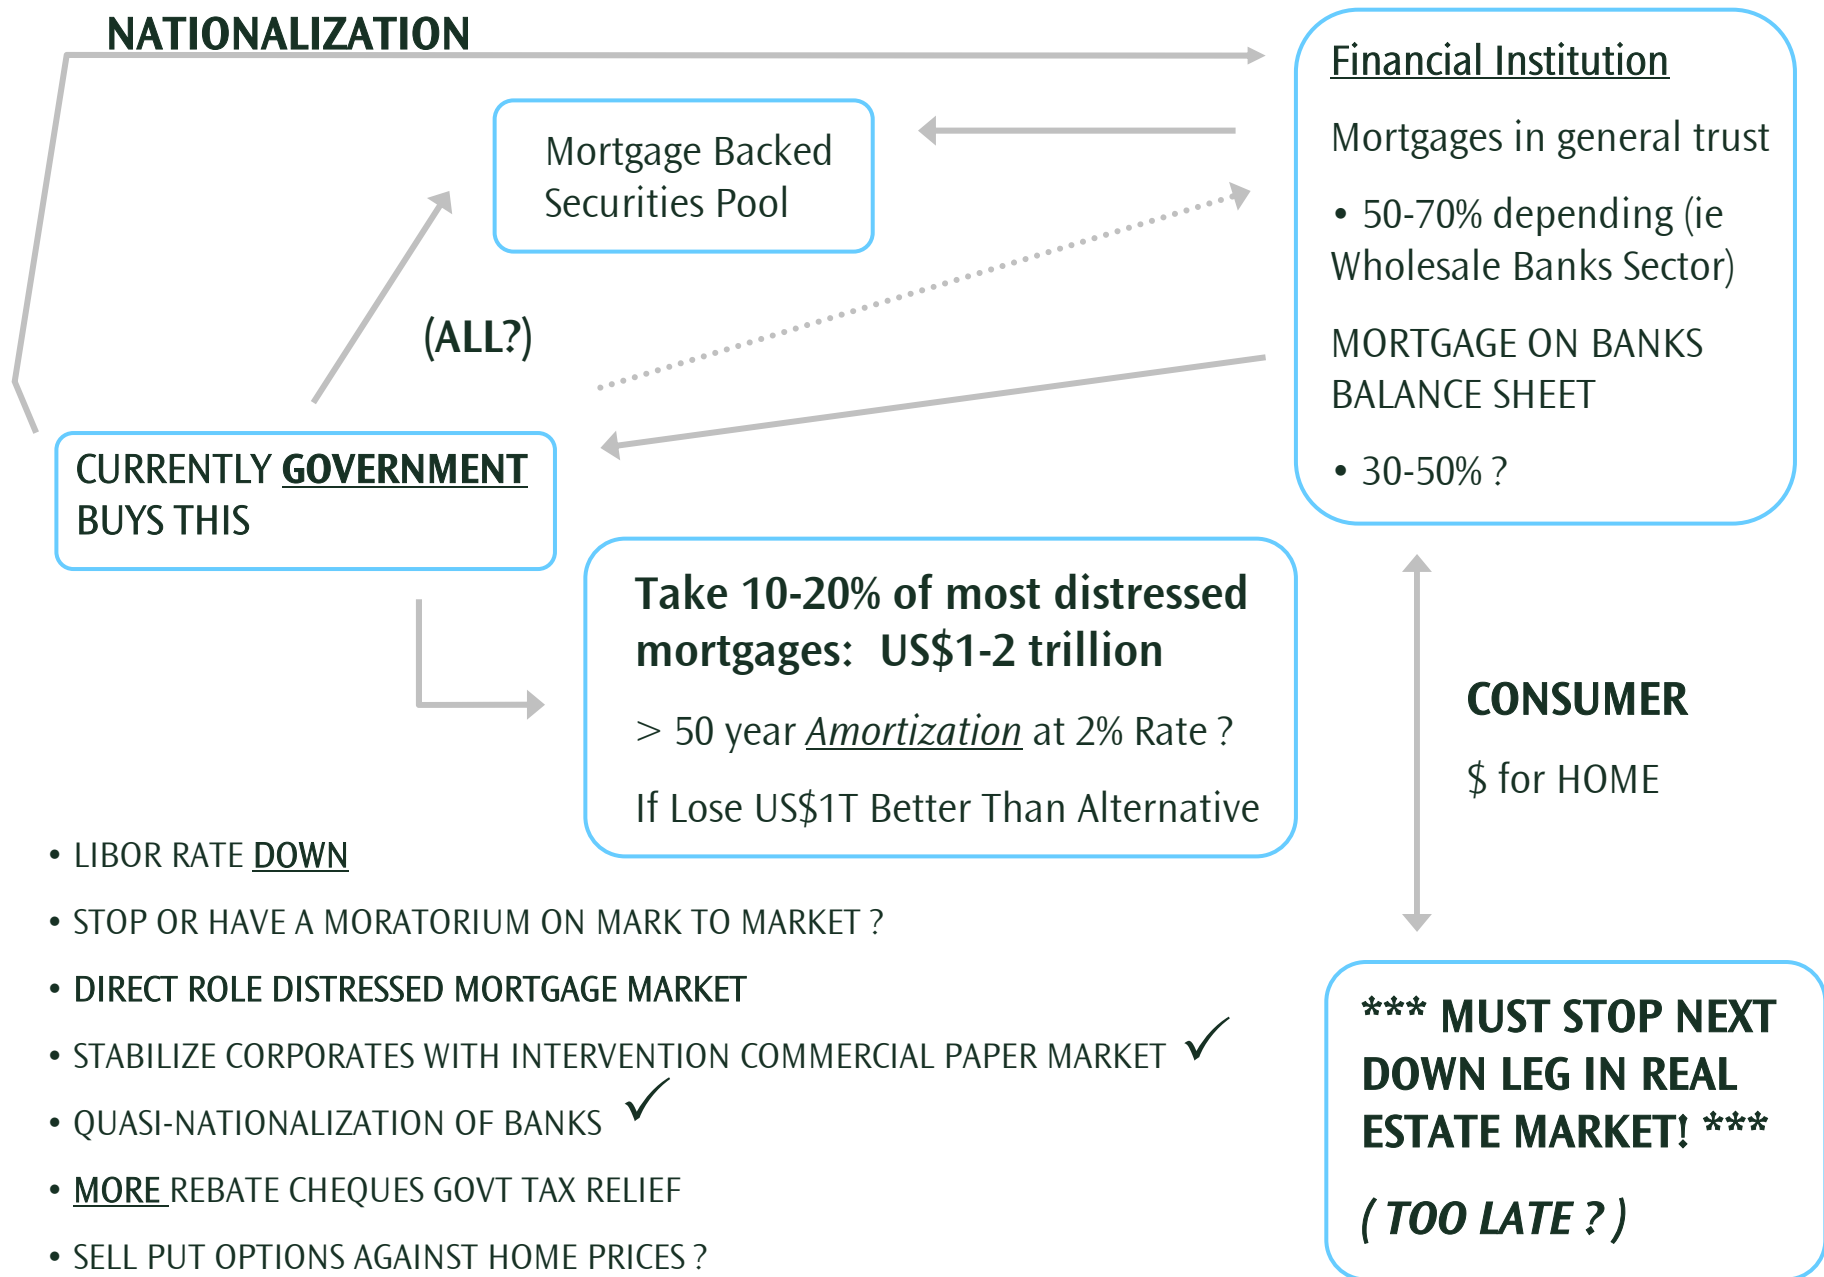 NATIONALIZATION
Mortgage Backed
Securities Pool
(ALL?)
CURRENTLY GOVERNMENT
BUYS THIS
Financial Institution
Mortgages in general trust
• 50-70% depending (ie
Wholesale Banks Sector)
MORTGAGE ON BANKS
BALANCE SHEET
• 30-50% ?
Take 10-20% of most distressed
mortgages: US$1-2 trillion
> 50 year Amortization at 2% Rate ?
If Lose US$1T Better Than Alternative
CONSUMER
$ for HOME
• LIBOR RATE DOWN
• STOP OR HAVE A MORATORIUM ON MARK TO MARKET ?
• DIRECT ROLE DISTRESSED MORTGAGE MARKET
• STABILIZE CORPORATES WITH INTERVENTION COMMERCIAL PAPER MARKET ✓
• QUASI-NATIONALIZATION OF BANKS ✓
• MORE REBATE CHEQUES GOVT TAX RELIEF
• SELL PUT OPTIONS AGAINST HOME PRICES ?
*** MUST STOP NEXT
DOWN LEG IN REAL
ESTATE MARKET! ***
( TOO LATE ? )